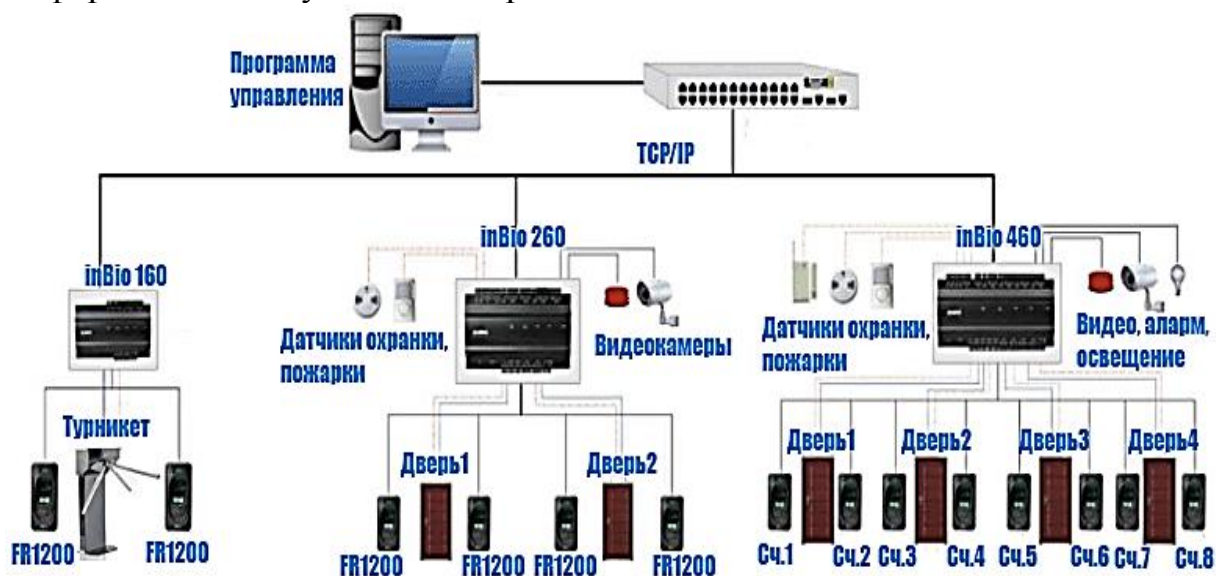 Программа
управления
TCP/IP
inBio 160
inBio 260
inBio 460
Датчики охранки,
пожарки
Видеокамеры
Датчики охранки,
пожарки
Видео, аларм,
освещение
Турникет
FR1200
FR1200
Дверь1
Дверь2
FR1200
FR1200
FR1200
FR1200
Дверь1
Дверь2
Дверь3
Дверь4
Сч.1
Сч.2
Сч.3
Сч.4
Сч.5
Сч.6
Сч.7
Сч.8